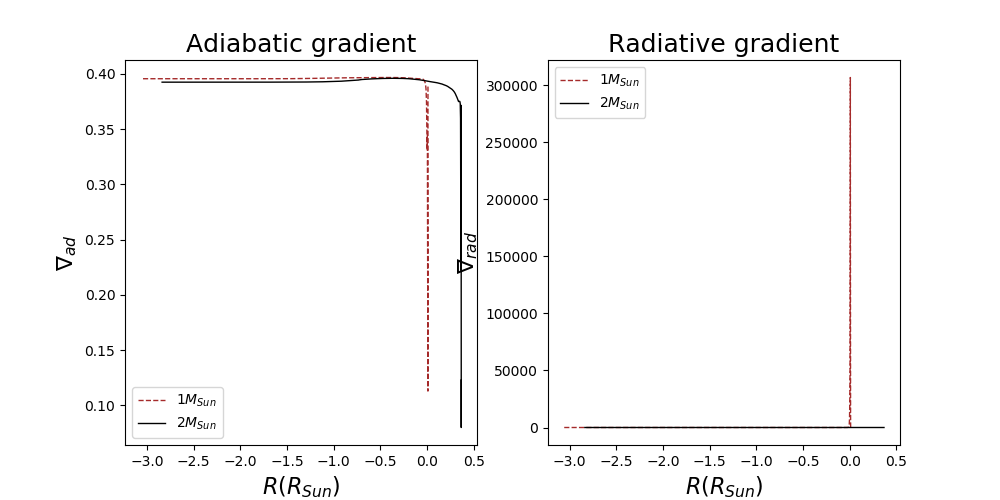 Adiabatic gradient
0.40
0.35
0.30
0.25
0.20
0.15
0.10
∇ad
1MSun
2MSun
−3.0 −2.5 −2.0 −1.5 −1.0 −0.5 0.0 0.5
R(RSun)
Radiative gradient
300000
250000
200000
150000
100000
50000
0
∇rad
1MSun
2MSun
−3.0 −2.5 −2.0 −1.5 −1.0 −0.5 0.0 0.5
R(RSun)